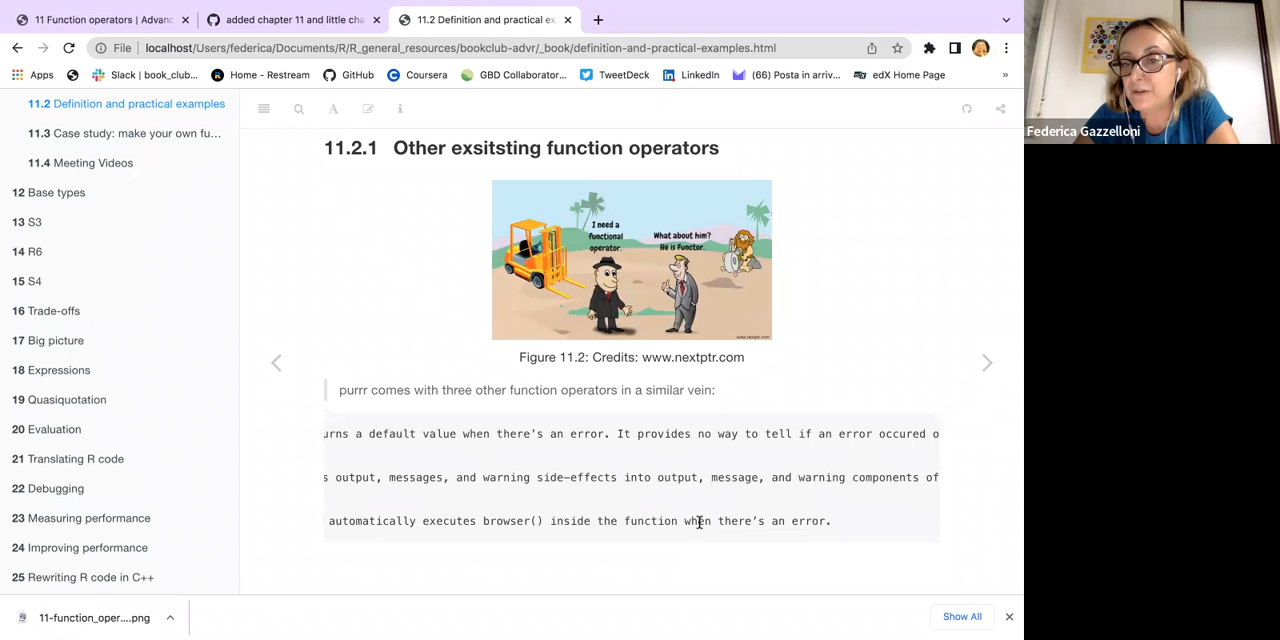 11 Function operators | Advanc
added chapter 11 and little cha
11.2 Definition and practical ex
File
localhost/Users/federica/Documents/R/R_general_resources/bookclub-advr/_book/definition-and-practical-examples.html
Apps
Slack | book_club...
Home - Restream
GitHub
Coursera
GBD Collaborator...
TweetDeck
LinkedIn
(66) Posta in arriv...
edX Home Page
»
11.2 Definition and practical examples
11.3 Case study: make your own fu...
11.4 Meeting Videos
12 Base types
13 S3
14 R6
15 S4
16 Trade-offs
17 Big picture
18 Expressions
19 Quasiquotation
20 Evaluation
21 Translating R code
22 Debugging
23 Measuring performance
24 Improving performance
25 Rewriting R code in C++
11.2.1 Other exsitsting function operators
I need a
functional
operator.
What about him?
He is Functor.
www.nextptr.com
Figure 11.2: Credits: www.nextptr.com
purrr comes with three other function operators in a similar vein:
urns a default value when there's an error. It provides no way to tell if an error occured o
s output, messages, and warning side-effects into output, message, and warning components of
automatically executes browser() inside the function when there's an error.
11-function_oper....png
Show All
Federica Gazzelloni